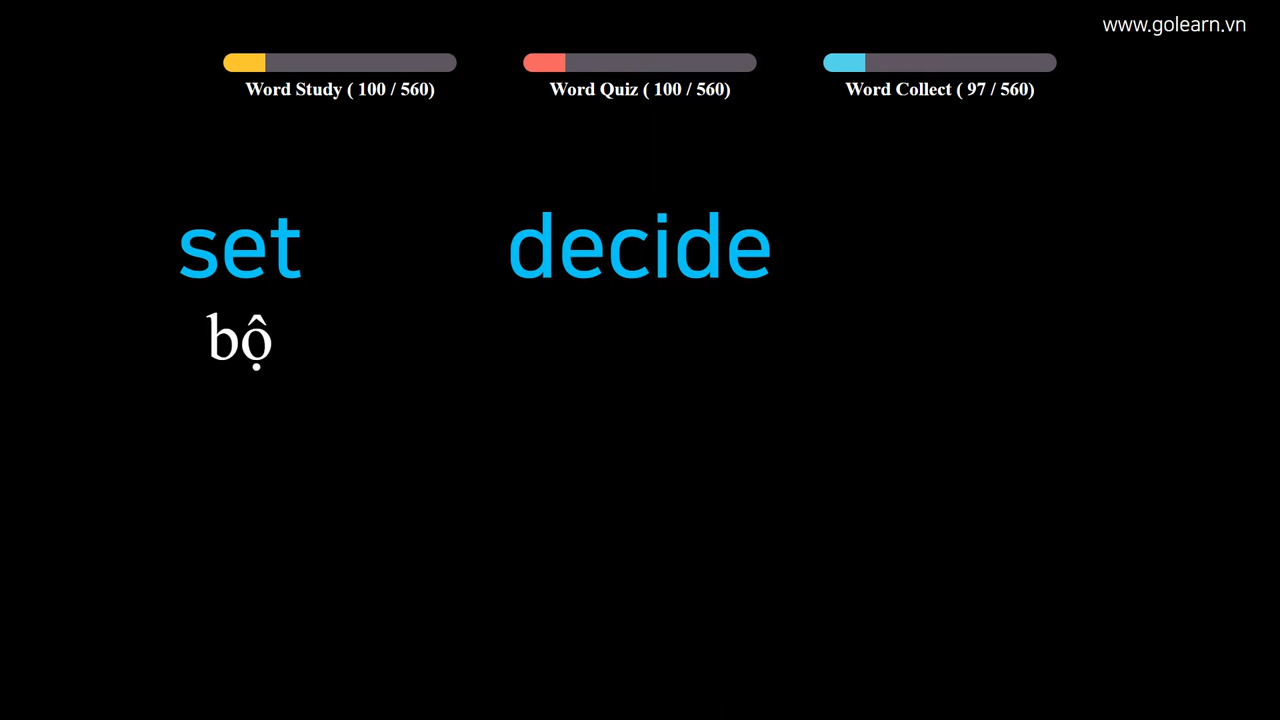 www.golearn.vn
Word Study ( 100 / 560)
Word Quiz ( 100 / 560)
Word Collect ( 97 / 560)
set
decide
bộ